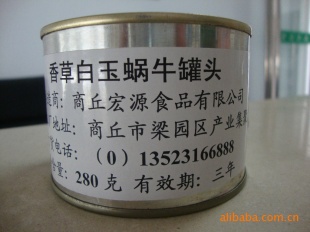 香草白玉蜗牛罐头
造商：商丘宏源食品有限公司
地址：商丘市梁园区产业集
电话：（0）13523166888
量：280克 有效期：三年
alibaba.com.cn